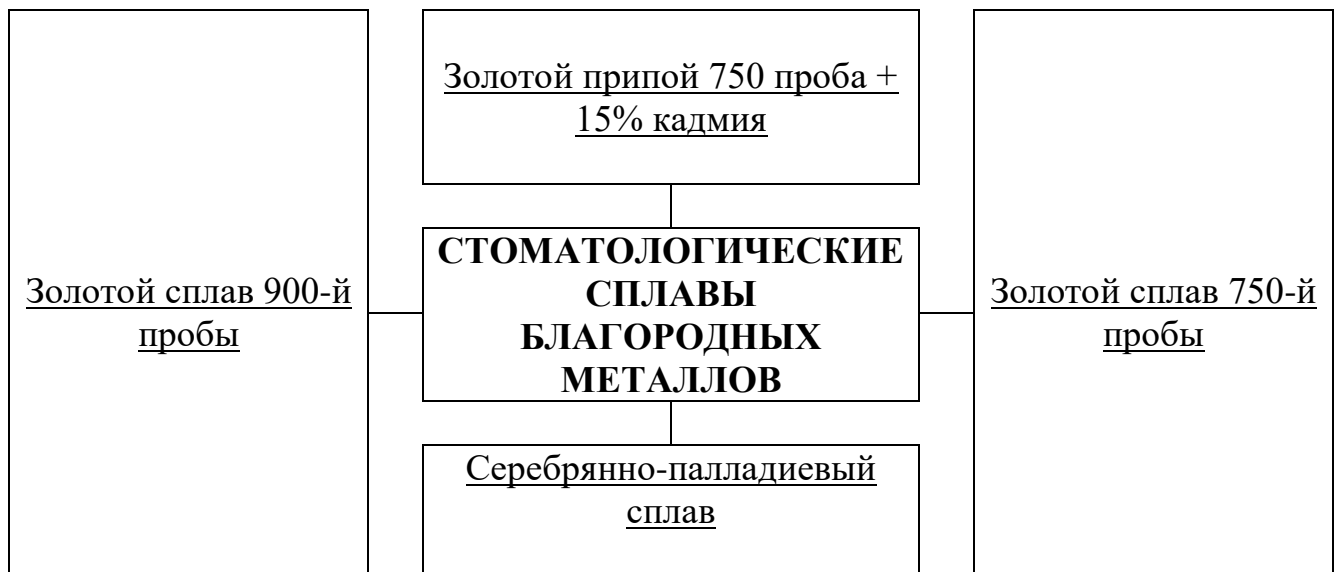 Золотой припой 750 проба +
15% кадмия
Золотой сплав 900-й
пробы
СТОМАТОЛОГИЧЕСКИЕ
СПЛАВЫ
БЛАГОРОДНЫХ
МЕТАЛЛОВ
Золотой сплав 750-й
пробы
Серебрянно-палладиевый
сплав